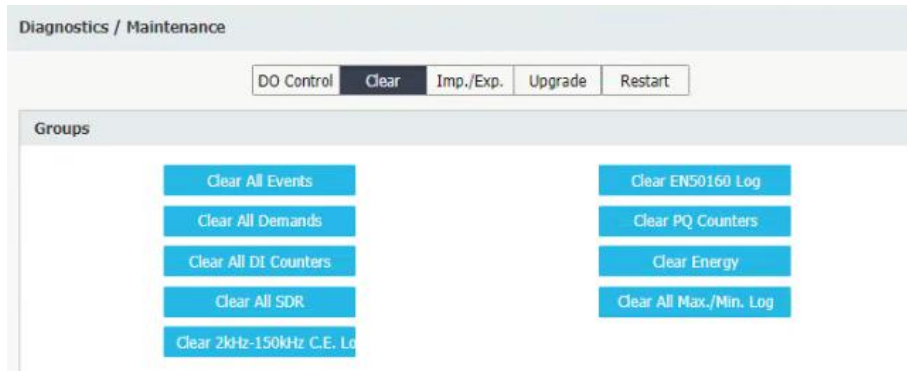 Diagnostics / Maintenance
DO Control Clear Imp./Exp. Upgrade Restart
Groups
Clear All Events Clear EN50160 Log
Clear All Demands Clear PQ Counters
Clear All DI Counters Clear Energy
Clear All SDR Clear All Max./Min. Log
Clear 2kHz-150kHz C.E. Lo